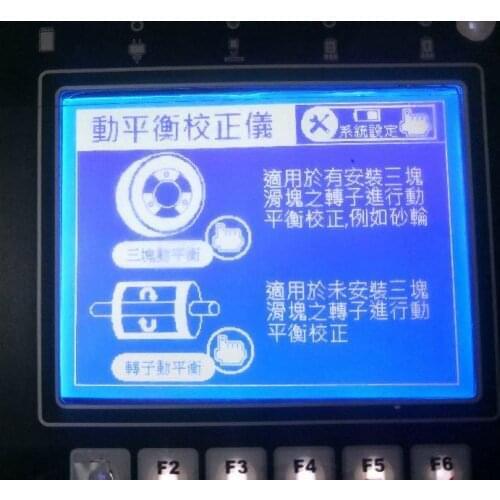 動平衡校正儀
系統設定
適用於有安裝三塊
滑塊之轉子進行動
平衡校正,例如砂輪
三塊動平衡
適用於未安裝三塊
滑塊之轉子進行動
平衡校正
轉子動平衡
F2 F3 F4 F5 F6